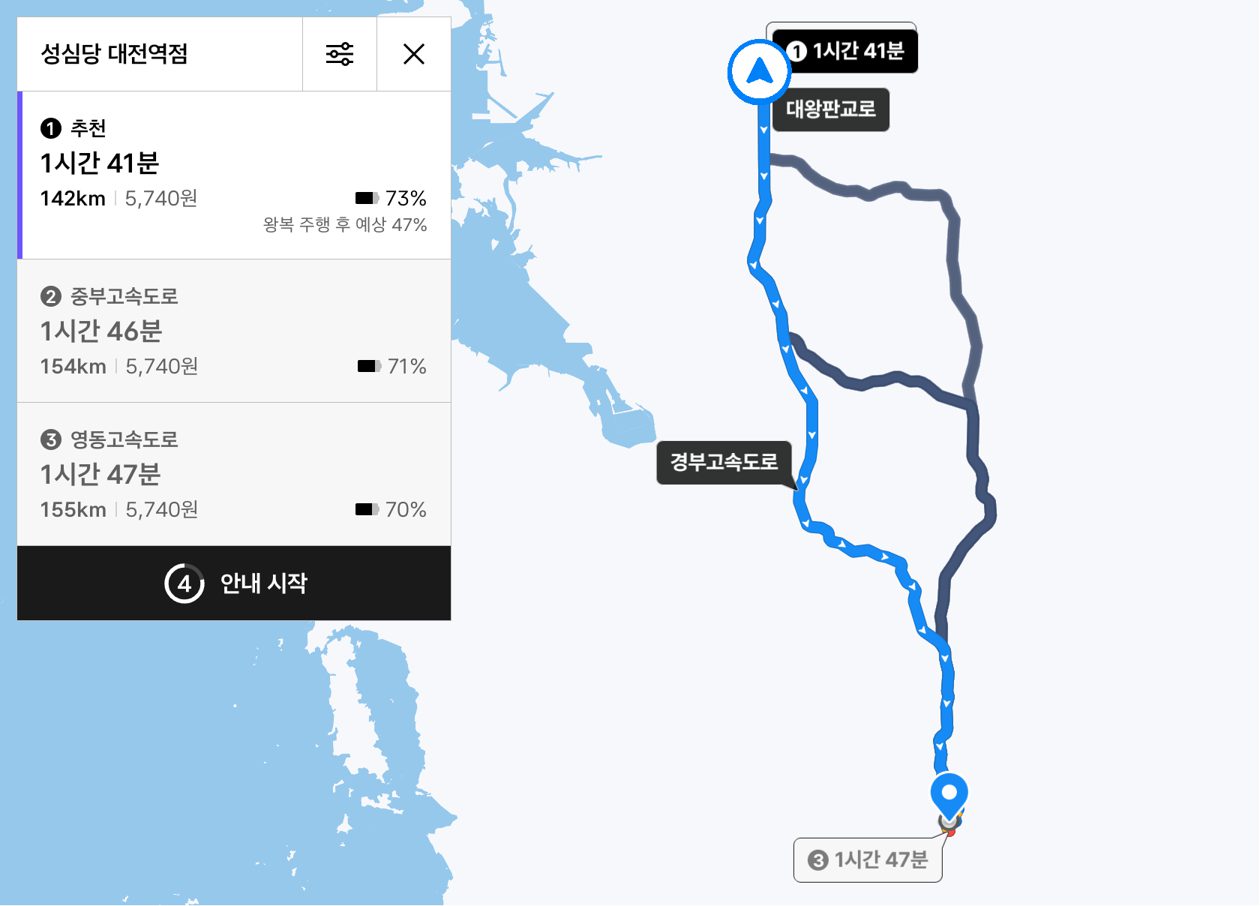 성심당 대전역점
1 추천
1시간 41분
142km 5,740원 73%
왕복 주행 후 예상 47%
2 중부고속도로
1시간 46분
154km 5,740원 71%
3 영동고속도로
1시간 47분
155km 5,740원 70%
4 안내 시작
1 1시간 41분
대왕판교로
경부고속도로
3 1시간 47분